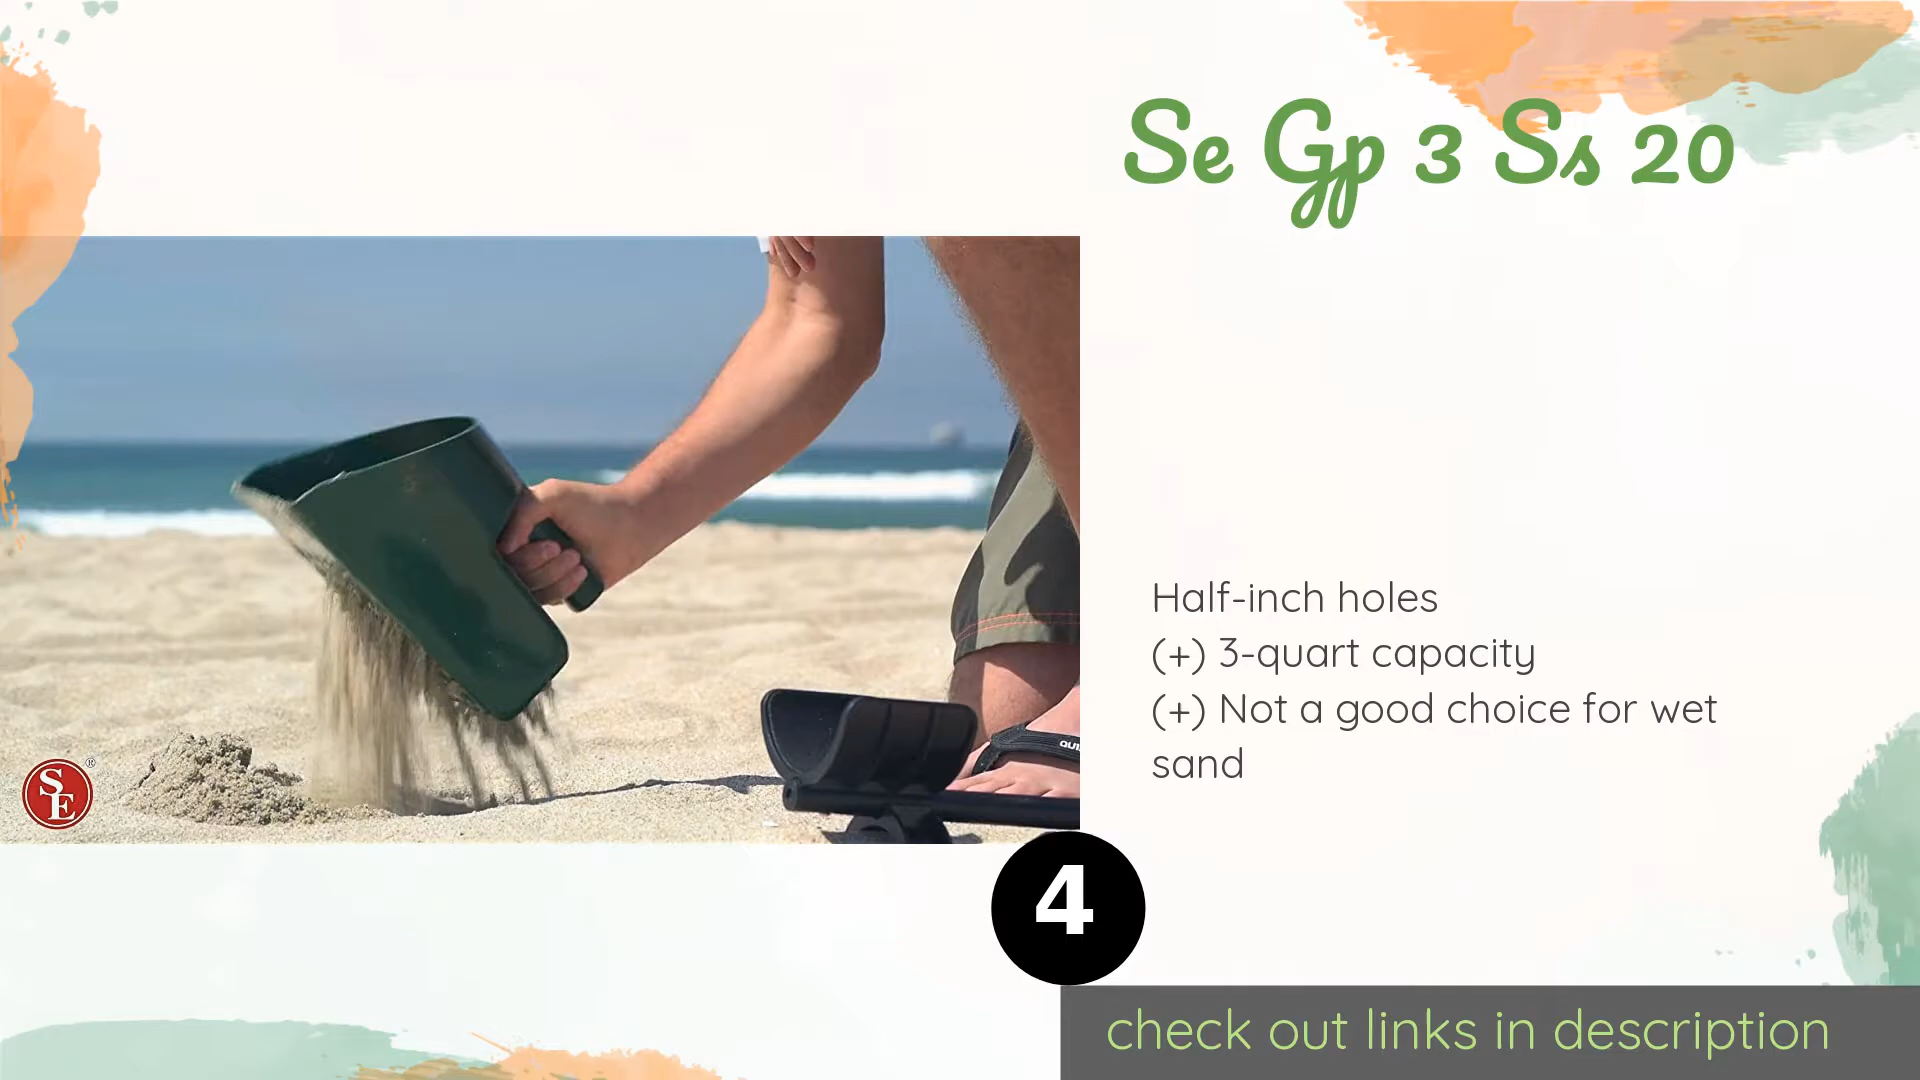 Se Gp 3 Ss 20
Half-inch holes
(+) 3-quart capacity
(+) Not a good choice for wet
sand
SE
®
4
check out links in description